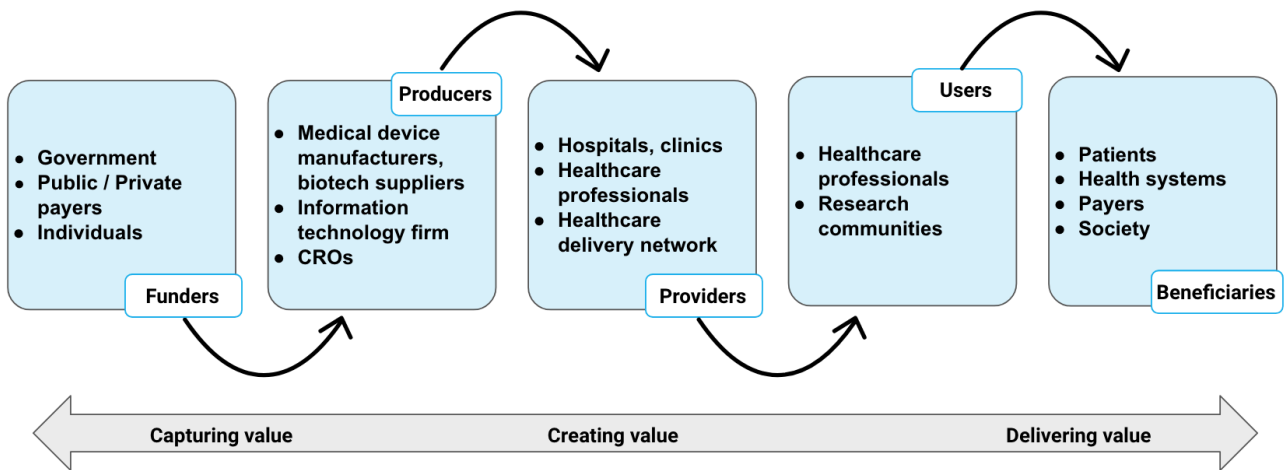 ● Government
● Public / Private
payers
● Individuals
Funders
Producers
● Medical device
manufacturers,
biotech suppliers
● Information
technology firm
● CROs
● Hospitals, clinics
● Healthcare
professionals
● Healthcare
delivery network
Providers
Users
● Healthcare
professionals
● Research
communities
● Patients
● Health systems
● Payers
● Society
Beneficiaries
Capturing value
Creating value
Delivering value